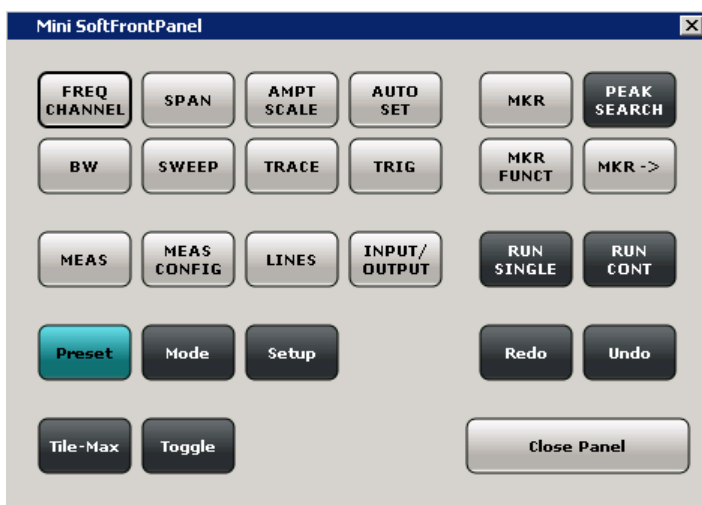 Mini SoftFrontPanel
FREQ
CHANNEL
SPAN
AMPT
SCALE
AUTO
SET
MKR
PEAK
SEARCH
BW
SWEEP
TRACE
TRIG
MKR
FUNCT
MKR ->
MEAS
MEAS
CONFIG
LINES
INPUT/
OUTPUT
RUN
SINGLE
RUN
CONT
Preset
Mode
Setup
Redo
Undo
Tile-Max
Toggle
Close Panel